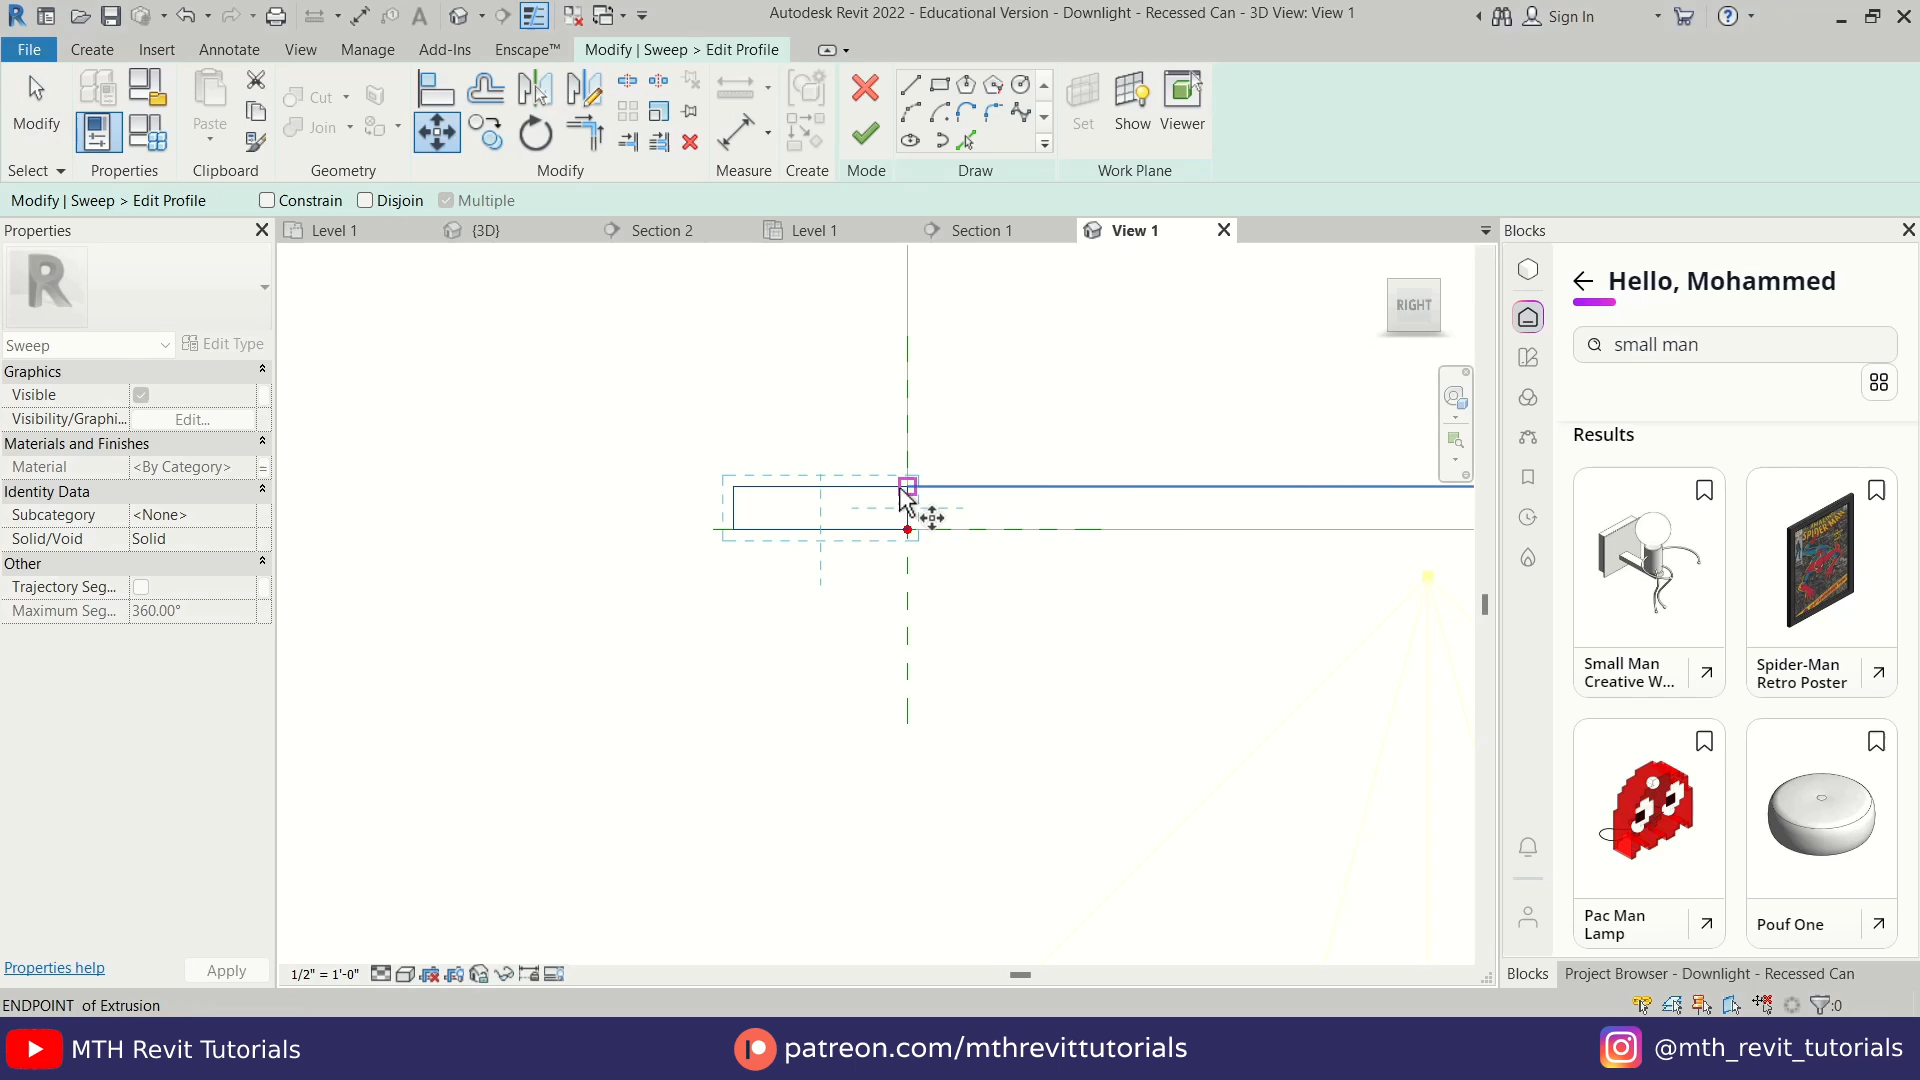 Autodesk Revit 2022 - Educational Version - Downlight - Recessed Can - 3D View: View 1
Sign In
File
Create
Insert
Annotate
View
Manage
Add-Ins
Enscape™
Modify | Sweep > Edit Profile
Modify
Paste
Cut
Join
Set
Show
Viewer
Select
Properties
Clipboard
Geometry
Modify
Measure
Create
Mode
Draw
Work Plane
Modify | Sweep > Edit Profile
Constrain
Disjoin
Multiple
Properties
Level 1
{3D}
Section 2
Level 1
Section 1
View 1
Blocks
R
Sweep
Edit Type
Graphics
Visible
Visibility/Graphi...
Edit...
Materials and Finishes
Material
<By Category>
Identity Data
Subcategory
<None>
Solid/Void
Solid
Other
Trajectory Seg...
Maximum Seg...
360.00°
Properties help
Apply
RIGHT
1/2" = 1'-0"
Hello, Mohammed
small man
Results
Small Man
Creative W...
Spider-Man
Retro Poster
Pac Man
Lamp
Pouf One
Blocks
Project Browser - Downlight - Recessed Can
ENDPOINT of Extrusion
:0
MTH Revit Tutorials
patreon.com/mthrevittutorials
@mth_revit_tutorials